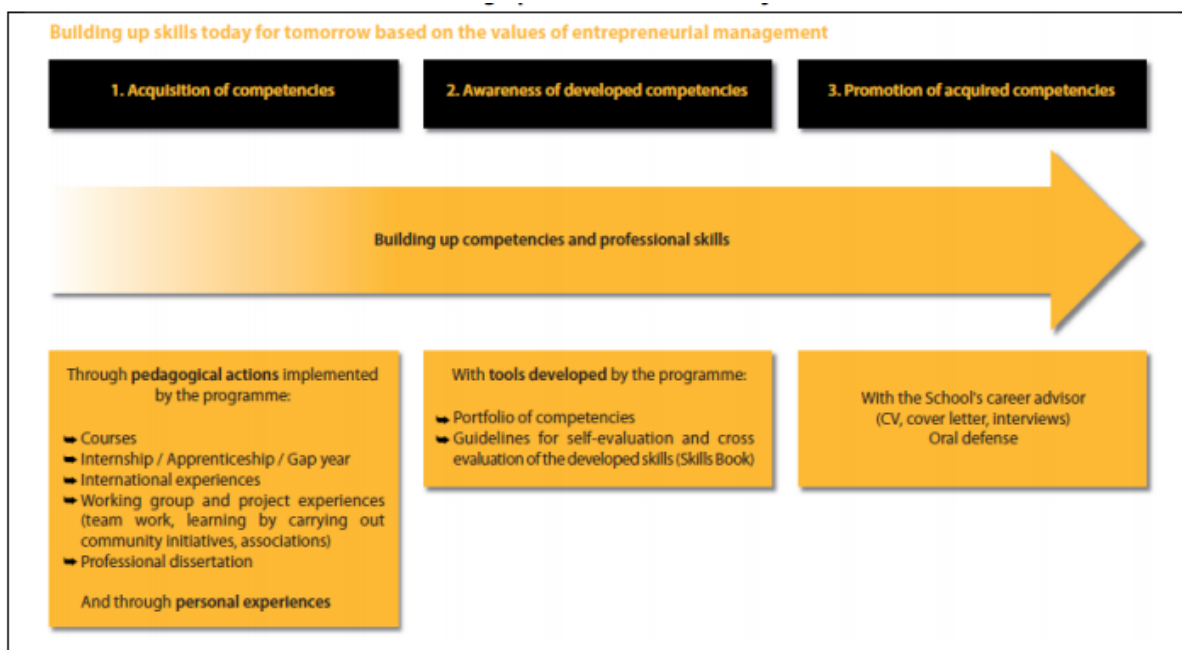 Building up skills today for tomorrow based on the values of entrepreneurial management
1. Acquisition of competencies
2. Awareness of developed competencies
3. Promotion of acquired competencies
Building up competencies and professional skills
Through pedagogical actions implemented
by the programme:
➥ Courses
➥ Internship / Apprenticeship / Gap year
➥ International experiences
➥ Working group and project experiences
(team work, learning by carrying out
community initiatives, associations)
➥ Professional dissertation
And through personal experiences
With tools developed by the programme:
➥ Portfolio of competencies
➥ Guidelines for self-evaluation and cross
evaluation of the developed skills (Skills Book)
With the School's career advisor
(CV, cover letter, interviews)
Oral defense